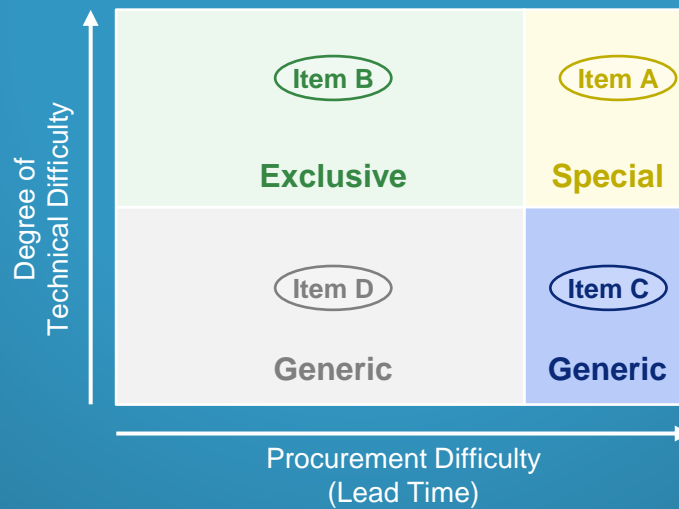 Degree of
Technical Difficulty
Item B
Item A
Exclusive
Special
Item D
Item C
Generic
Generic
Procurement Difficulty
(Lead Time)